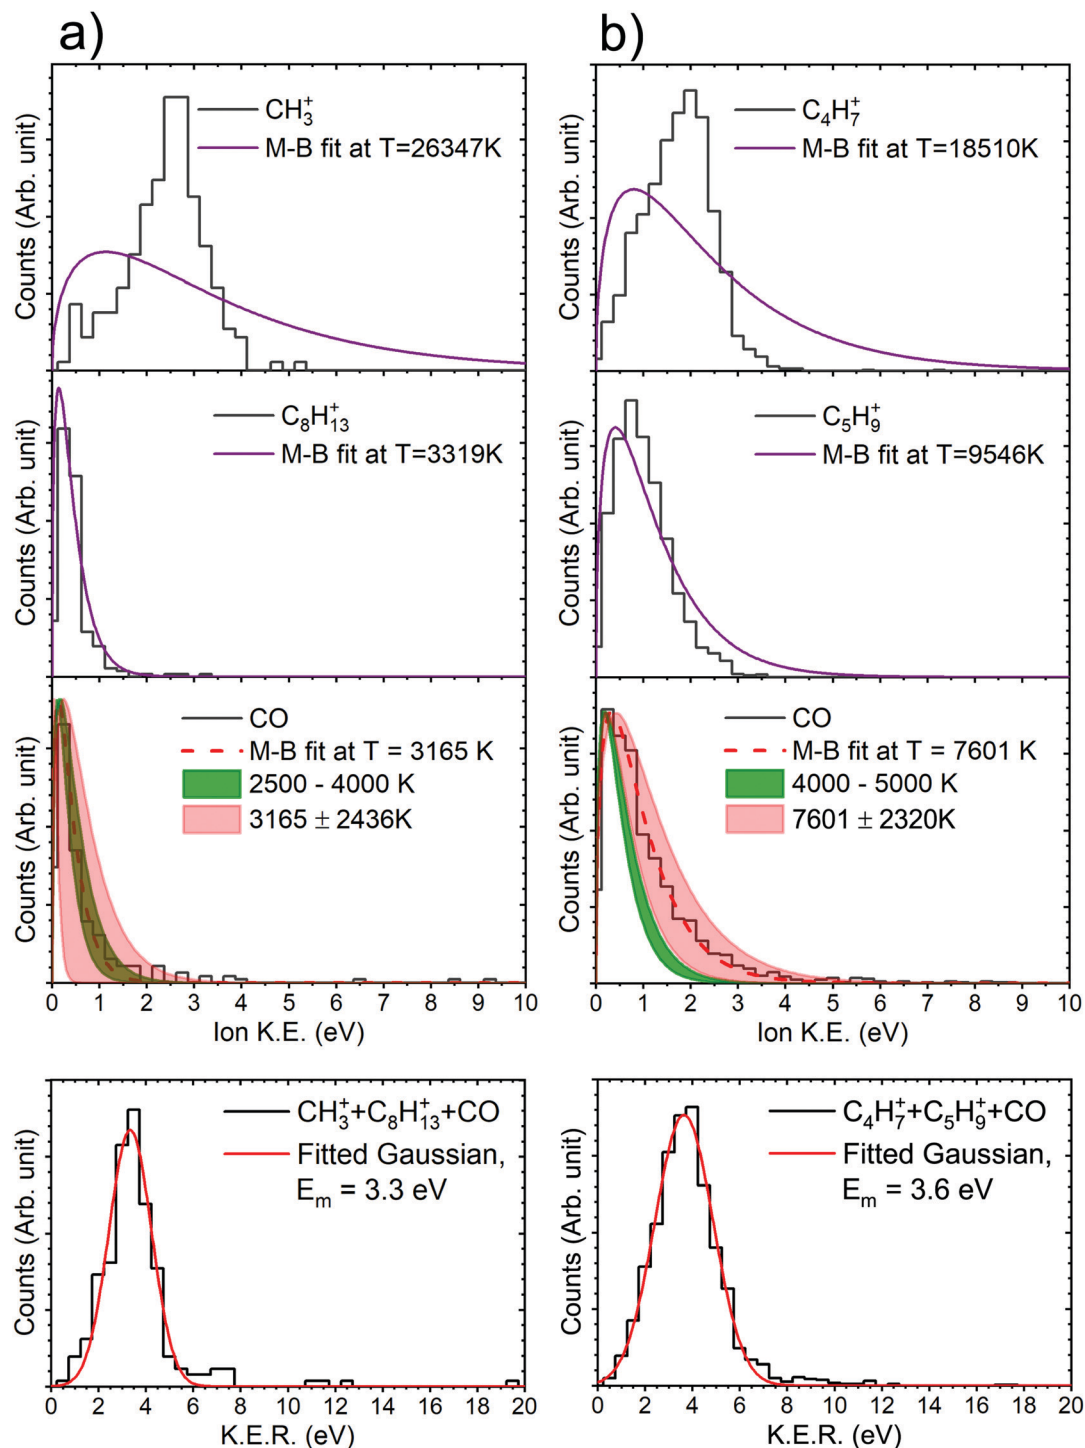 a)
b)
Counts (Arb. unit)
CH₃⁺
M-B fit at T=26347K
Counts (Arb. unit)
C₄H₇⁺
M-B fit at T=18510K
Counts (Arb. unit)
C₈H₁₃⁺
M-B fit at T=3319K
Counts (Arb. unit)
C₅H₉⁺
M-B fit at T=9546K
Counts (Arb. unit)
CO
M-B fit at T = 3165 K
2500 - 4000 K
3165 ± 2436K
0 1 2 3 4 5 6 7 8 9 10
Ion K.E. (eV)
Counts (Arb. unit)
CO
M-B fit at T = 7601 K
4000 - 5000 K
7601 ± 2320K
0 1 2 3 4 5 6 7 8 9 10
Ion K.E. (eV)
Counts (Arb. unit)
CH₃⁺+C₈H₁₃⁺+CO
Fitted Gaussian,
Eₘ = 3.3 eV
0 2 4 6 8 10 12 14 16 18 20
K.E.R. (eV)
Counts (Arb. unit)
C₄H₇⁺+C₅H₉⁺+CO
Fitted Gaussian,
Eₘ = 3.6 eV
0 2 4 6 8 10 12 14 16 18 20
K.E.R. (eV)